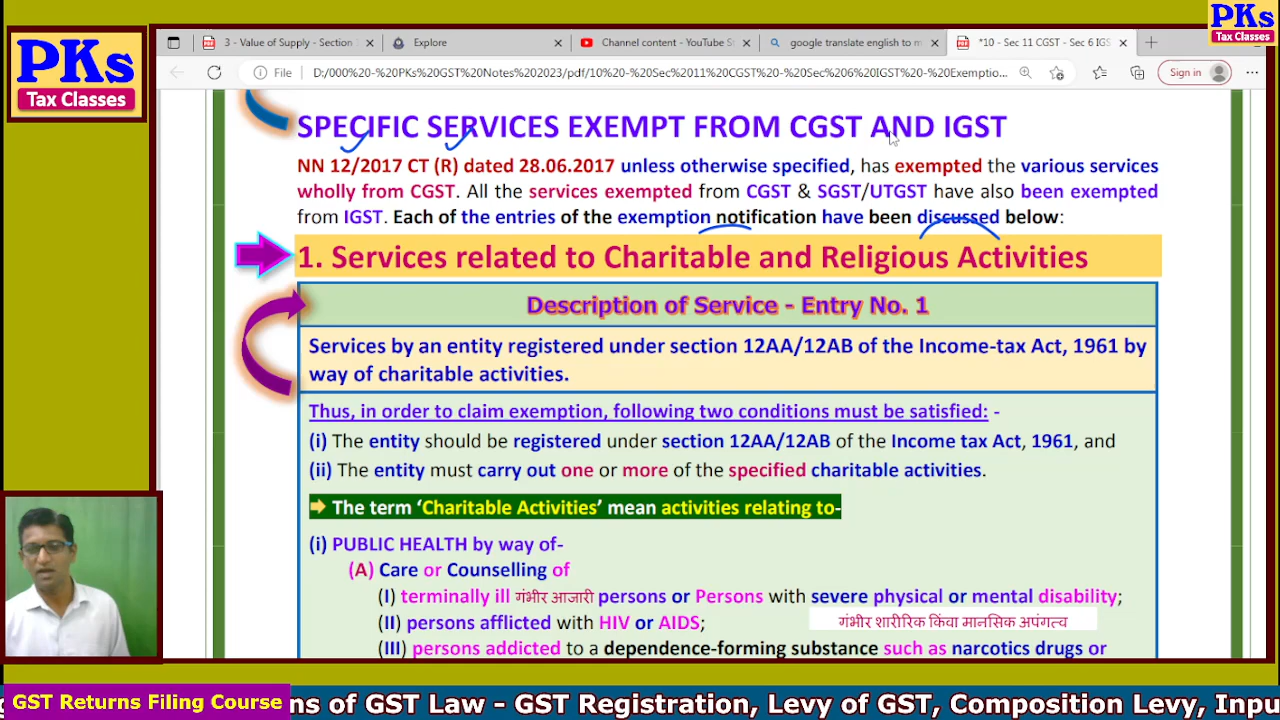 PKs
Tax Classes
PKs
Tax Classes
3 - Value of Supply - Section
Explore
Channel content - YouTube S
google translate english to m
*10 - Sec 11 CGST - Sec 6 IGS
File
D:/000%20-%20PKs%20GST%20Notes%202023/pdf/10%20-%20Sec%2011%20CGST%20-%20Sec%2006%20IGST%20-%20Exemptio...
Sign in
SPECIFIC SERVICES EXEMPT FROM CGST AND IGST
NN 12/2017 CT (R) dated 28.06.2017 unless otherwise specified, has exempted the various services
wholly from CGST. All the services exempted from CGST & SGST/UTGST have also been exempted
from IGST. Each of the entries of the exemption notification have been discussed below:
1. Services related to Charitable and Religious Activities
Description of Service - Entry No. 1
Services by an entity registered under section 12AA/12AB of the Income-tax Act, 1961 by
way of charitable activities.
Thus, in order to claim exemption, following two conditions must be satisfied: -
(i) The entity should be registered under section 12AA/12AB of the Income tax Act, 1961, and
(ii) The entity must carry out one or more of the specified charitable activities.
The term ‘Charitable Activities’ mean activities relating to-
(i) PUBLIC HEALTH by way of-
(A) Care or Counselling of
(I) terminally ill गंभीर आजारी persons or Persons with severe physical or mental disability;
(II) persons afflicted with HIV or AIDS;
गंभीर शारीरिक किंवा मानसिक अपंगत्व
(III) persons addicted to a dependence-forming substance such as narcotics drugs or
GST Returns Filing Course
ns of GST Law - GST Registration, Levy of GST, Composition Levy, Inpu